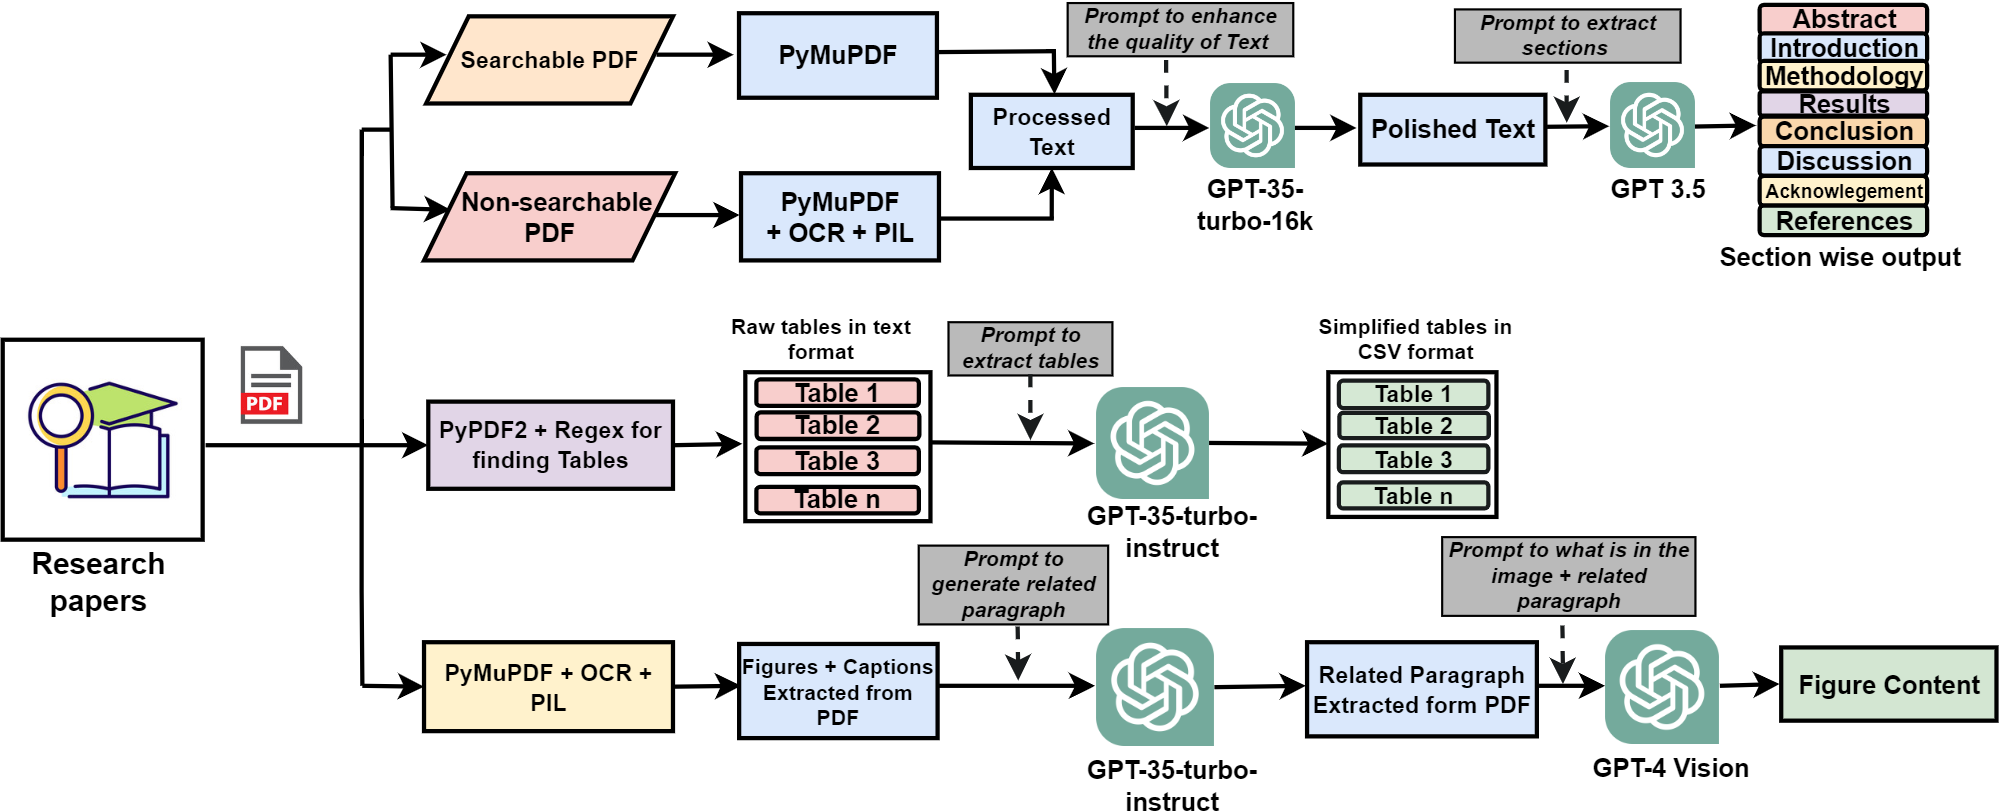 Searchable PDF
PyMuPDF
Prompt to enhance
the quality of Text
Prompt to extract
sections
Abstract
Introduction
Methodology
Results
Conclusion
Discussion
Acknowlegement
References
Section wise output
Processed
Text
Polished Text
GPT-35-
turbo-16k
GPT 3.5
Non-searchable
PDF
PyMuPDF
+ OCR + PIL
Research
papers
PDF
PyPDF2 + Regex for
finding Tables
Raw tables in text
format
Table 1
Table 2
Table 3
Table n
Prompt to
extract tables
GPT-35-turbo-
instruct
Simplified tables in
CSV format
Table 1
Table 2
Table 3
Table n
PyMuPDF + OCR +
PIL
Figures + Captions
Extracted from
PDF
Prompt to
generate related
paragraph
GPT-35-turbo-
instruct
Related Paragraph
Extracted form PDF
Prompt to what is in the
image + related
paragraph
GPT-4 Vision
Figure Content